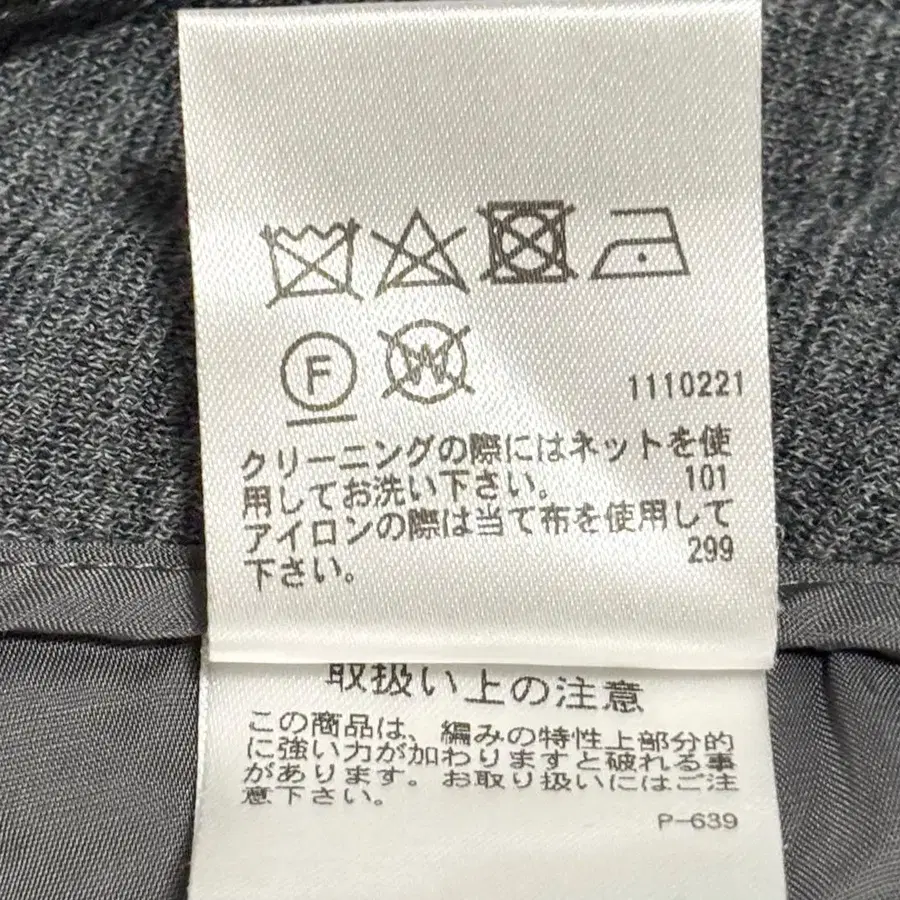 F W
1110221
クリーニングの際にはネットを使
用してお洗い下さい。 101
アイロンの際は当て布を使用して
下さい。 299
取扱い上の注意
この商品は、編みの特性上部分的
に強い力が加わりますと破れる事
があります。お取り扱いにはご注
意下さい。
P-639